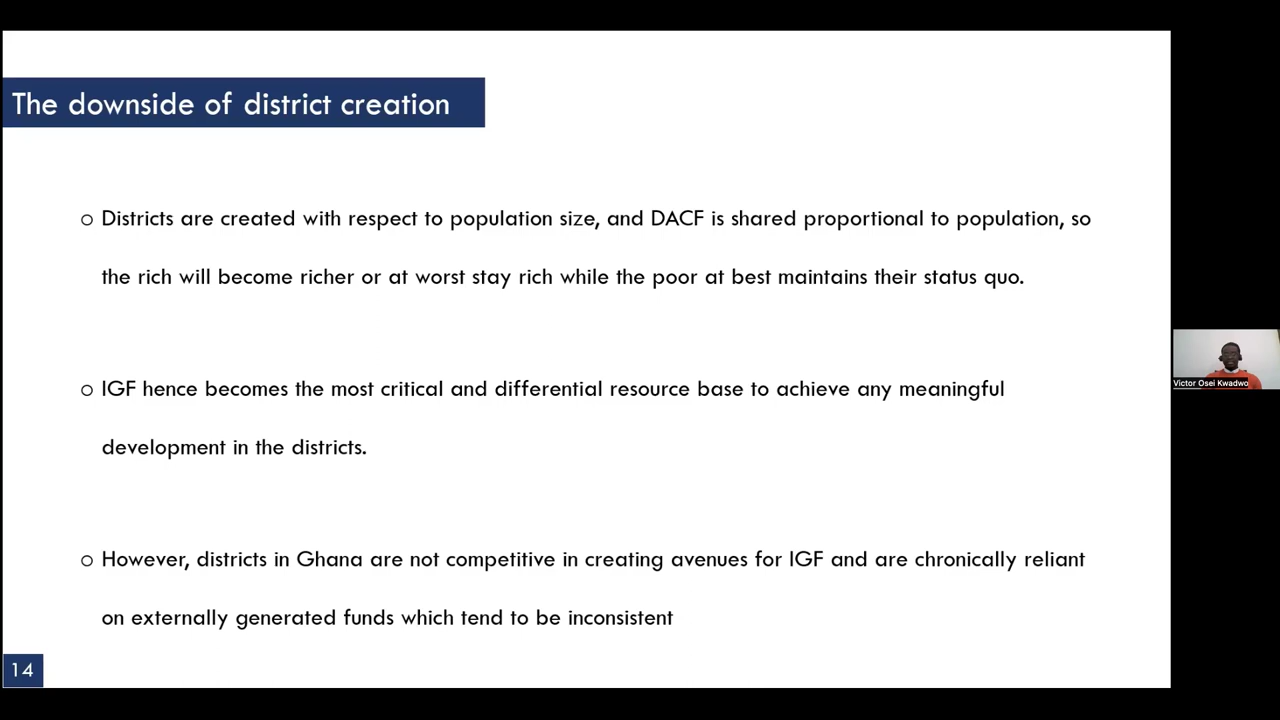 The downside of district creation
o Districts are created with respect to population size, and DACF is shared proportional to population, so
the rich will become richer or at worst stay rich while the poor at best maintains their status quo.
o IGF hence becomes the most critical and differential resource base to achieve any meaningful
development in the districts.
o However, districts in Ghana are not competitive in creating avenues for IGF and are chronically reliant
on externally generated funds which tend to be inconsistent
14
Victor Osei Kwadwo